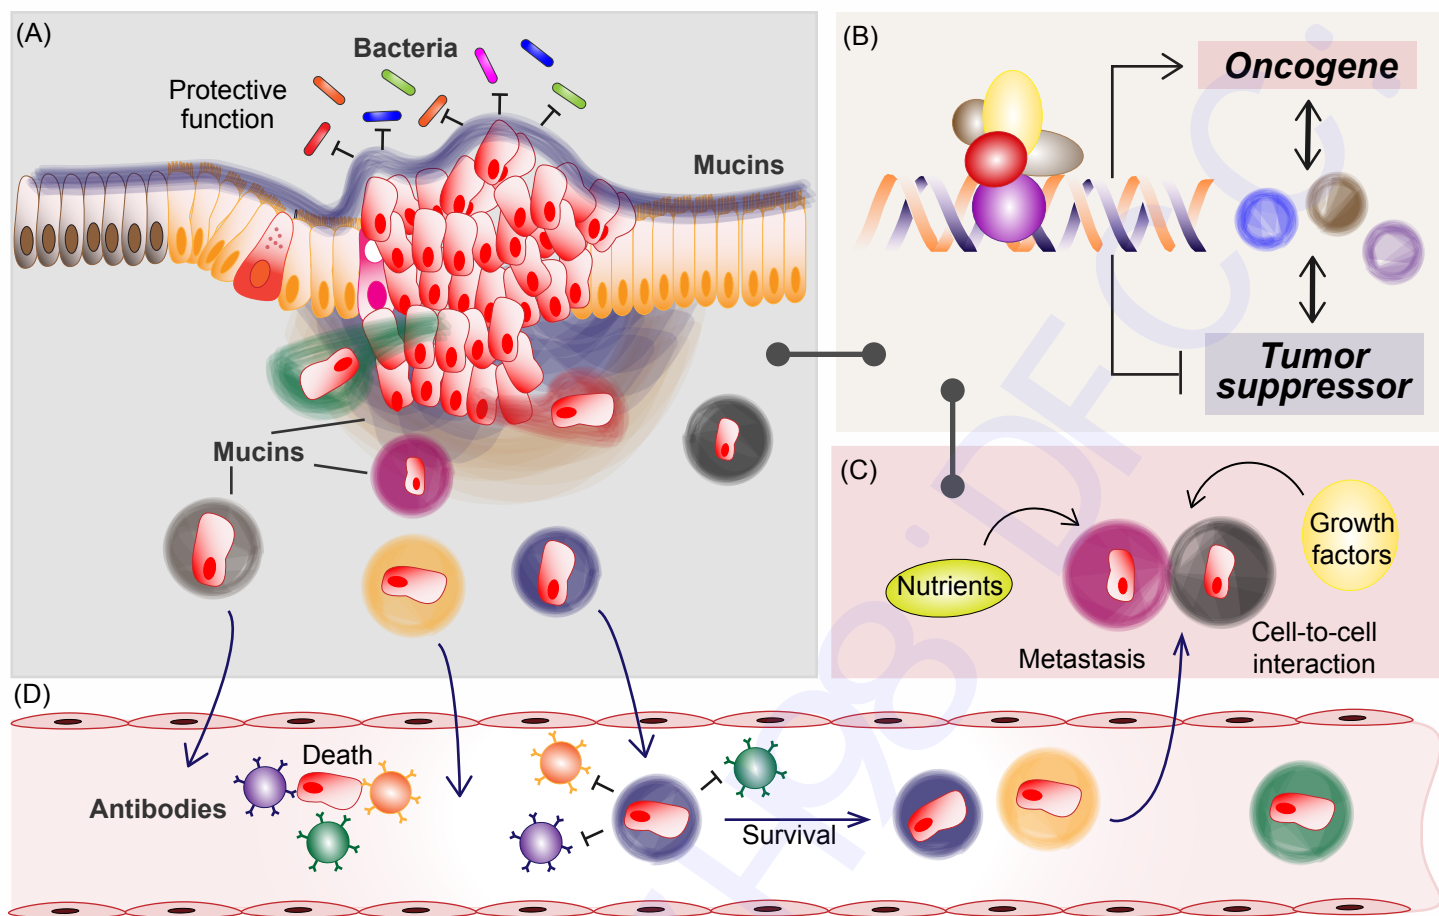 (A)
Bacteria
Protective
function
Mucins
Mucins
(B)
Oncogene
Tumor
suppressor
(C)
Nutrients
Growth
factors
Metastasis
Cell-to-cell
interaction
(D)
Death
Antibodies
Survival